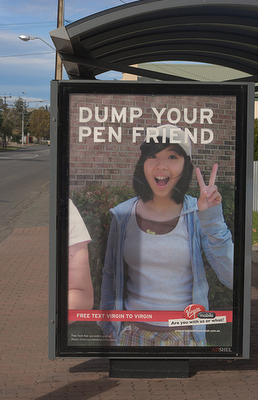 DUMP YOUR
PEN FRIEND
FREE TEXT VIRGIN TO VIRGIN
Virgin
mobile
Are you with us or what?
ADSHEL